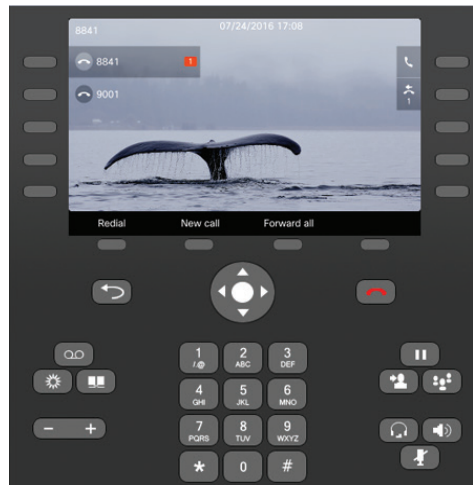 8841 07/24/2016 17:08
8841 1
9001
1
Redial New call Forward all
1 2 3
/.@ ABC DEF
4 5 6
GHI JKL MNO
7 8 9
PQRS TUV WXYZ
* 0 #